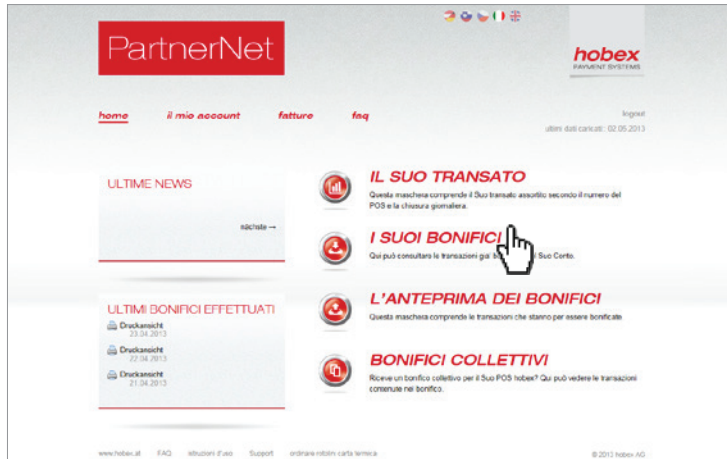 PartnerNet
hobex
PAYMENT SYSTEMS
home il mio account fatture faq
logout
ultimi dati caricati: 02.05.2013
ULTIME NEWS
nächste →
ULTIMI BONIFICI EFFETTUATI
Druckansicht
23.04.2013
Druckansicht
22.04.2013
Druckansicht
21.04.2013
IL SUO TRANSATO
Questa maschera comprende il Suo transato assortito secondo il numero del
POS e la chiusura giornaliera.
I SUOI BONIFICI
Qui può consultare le transazioni già Suo Conto.
L'ANTEPRIMA DEI BONIFICI
Questa maschera comprende le transazioni che stanno per essere bonificate
BONIFICI COLLETTIVI
Riceve un bonifico collettivo per il Suo POS hobex? Qui può vedere le transazioni
contenute nel bonifico.
www.hobex.at FAQ istruzioni d'uso Support ordinare rotolini carta termica
© 2013 hobex AG